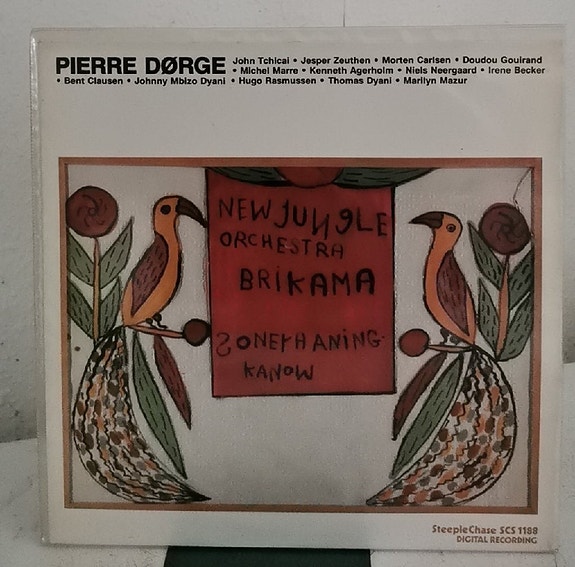 PIERRE DØRGE John Tchicai • Jesper Zeuthen • Morten Carlsen • Doudou Gouirand
• Michel Marre • Kenneth Agerholm • Niels Neergaard • Irene Becker
• Bent Clausen • Johnny Mbizo Dyani • Hugo Rasmussen • Thomas Dyani • Marilyn Mazur
NEW JUNGLE
ORCHESTRA
BRIKAMA
SONEFHANING·
KANOW
SteepleChase SCS 1188
DIGITAL RECORDING